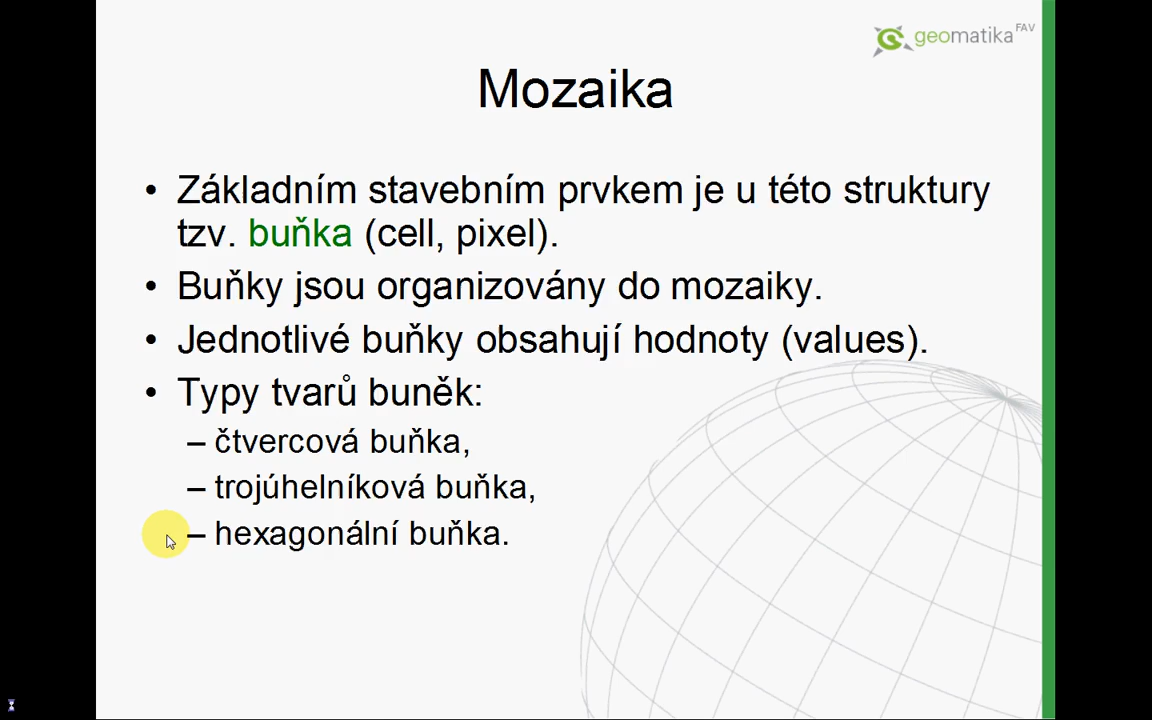 geomatika FAV
Mozaika
• Základním stavebním prvkem je u této struktury
tzv. buňka (cell, pixel).
• Buňky jsou organizovány do mozaiky.
• Jednotlivé buňky obsahují hodnoty (values).
• Typy tvarů buněk:
– čtvercová buňka,
– trojúhelníková buňka,
– hexagonální buňka.